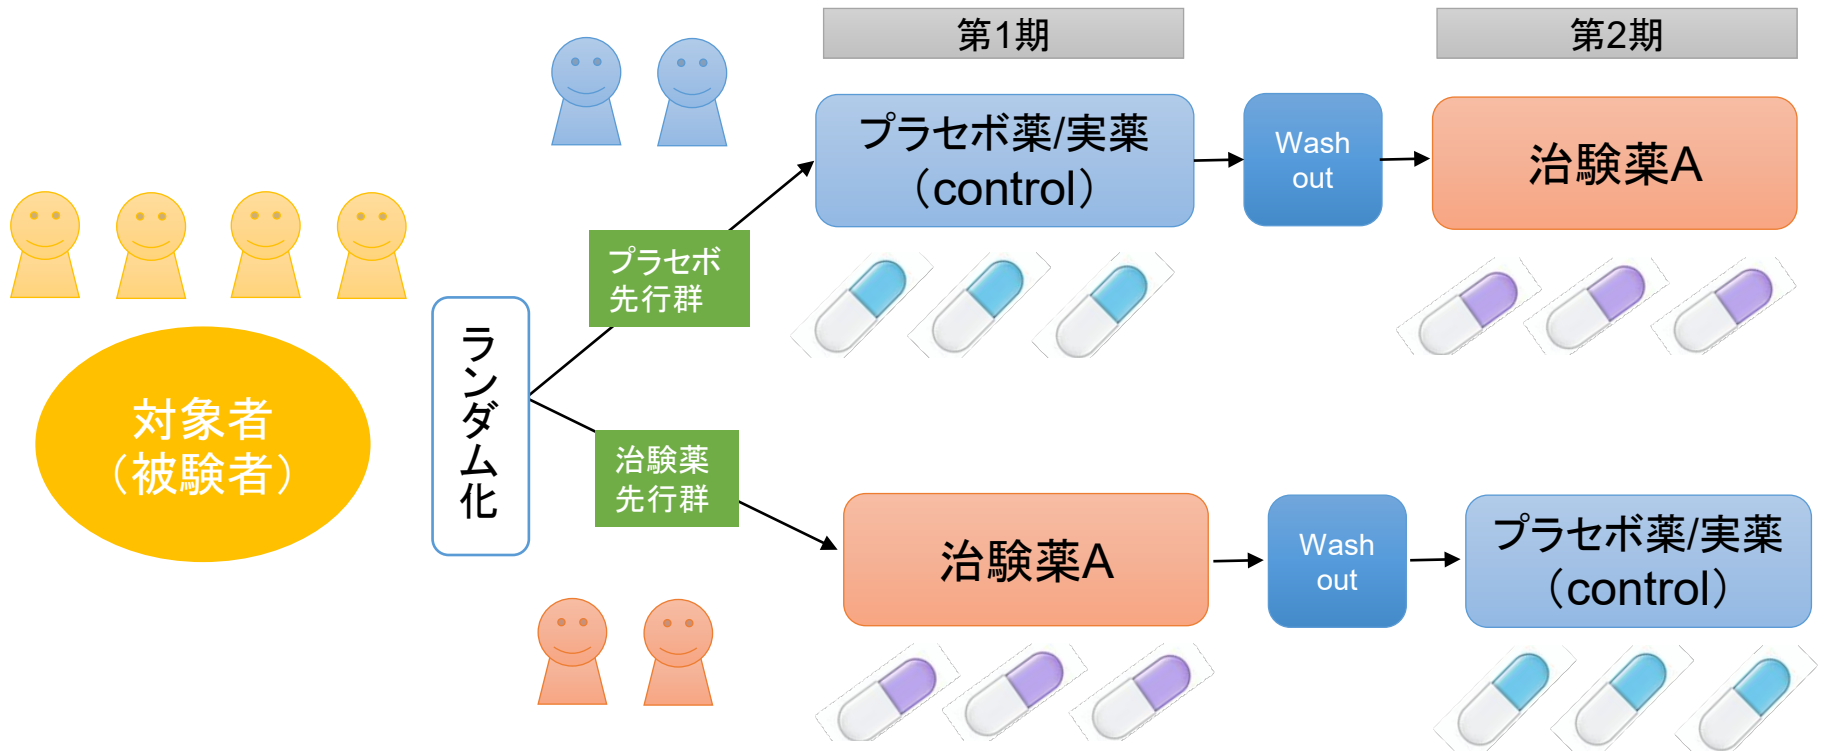 第1期
第2期
プラセボ薬/実薬
（control）
Wash
out
治験薬A
プラセボ
先行群
ランダム化
対象者
（被験者）
治験薬
先行群
治験薬A
Wash
out
プラセボ薬/実薬
（control）